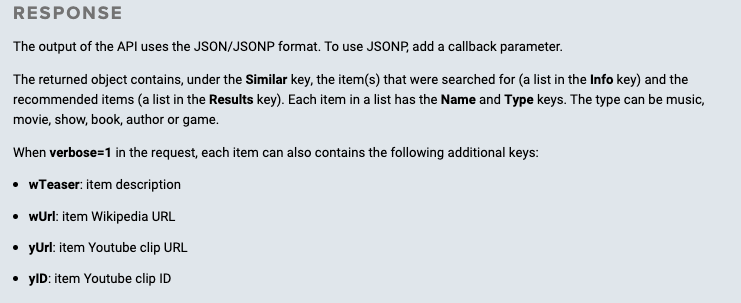 RESPONSE
The output of the API uses the JSON/JSONP format. To use JSONP, add a callback parameter.
The returned object contains, under the Similar key, the item(s) that were searched for (a list in the Info key) and the
recommended items (a list in the Results key). Each item in a list has the Name and Type keys. The type can be music,
movie, show, book, author or game.
When verbose=1 in the request, each item can also contains the following additional keys:
• wTeaser: item description
• wUrl: item Wikipedia URL
• yUrl: item Youtube clip URL
• yID: item Youtube clip ID